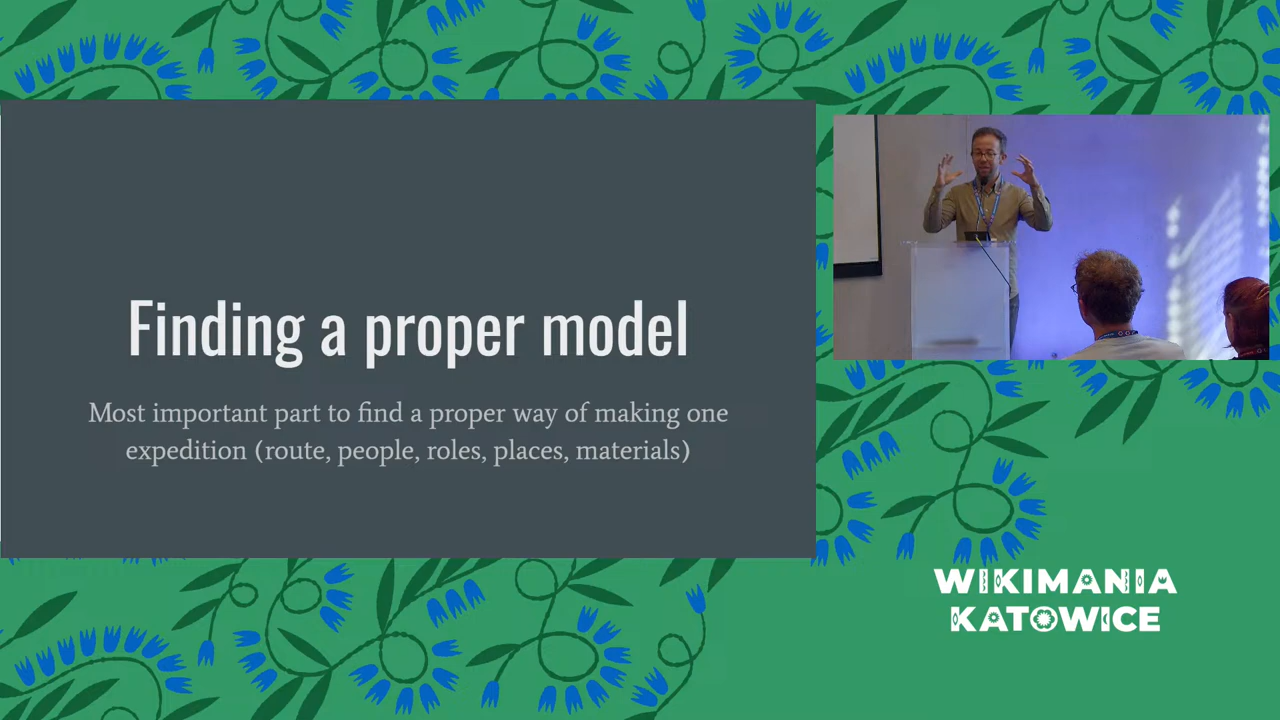 Finding a proper model
Most important part to find a proper way of making one
expedition (route, people, roles, places, materials)
WIKIMANIA
KATOWICE